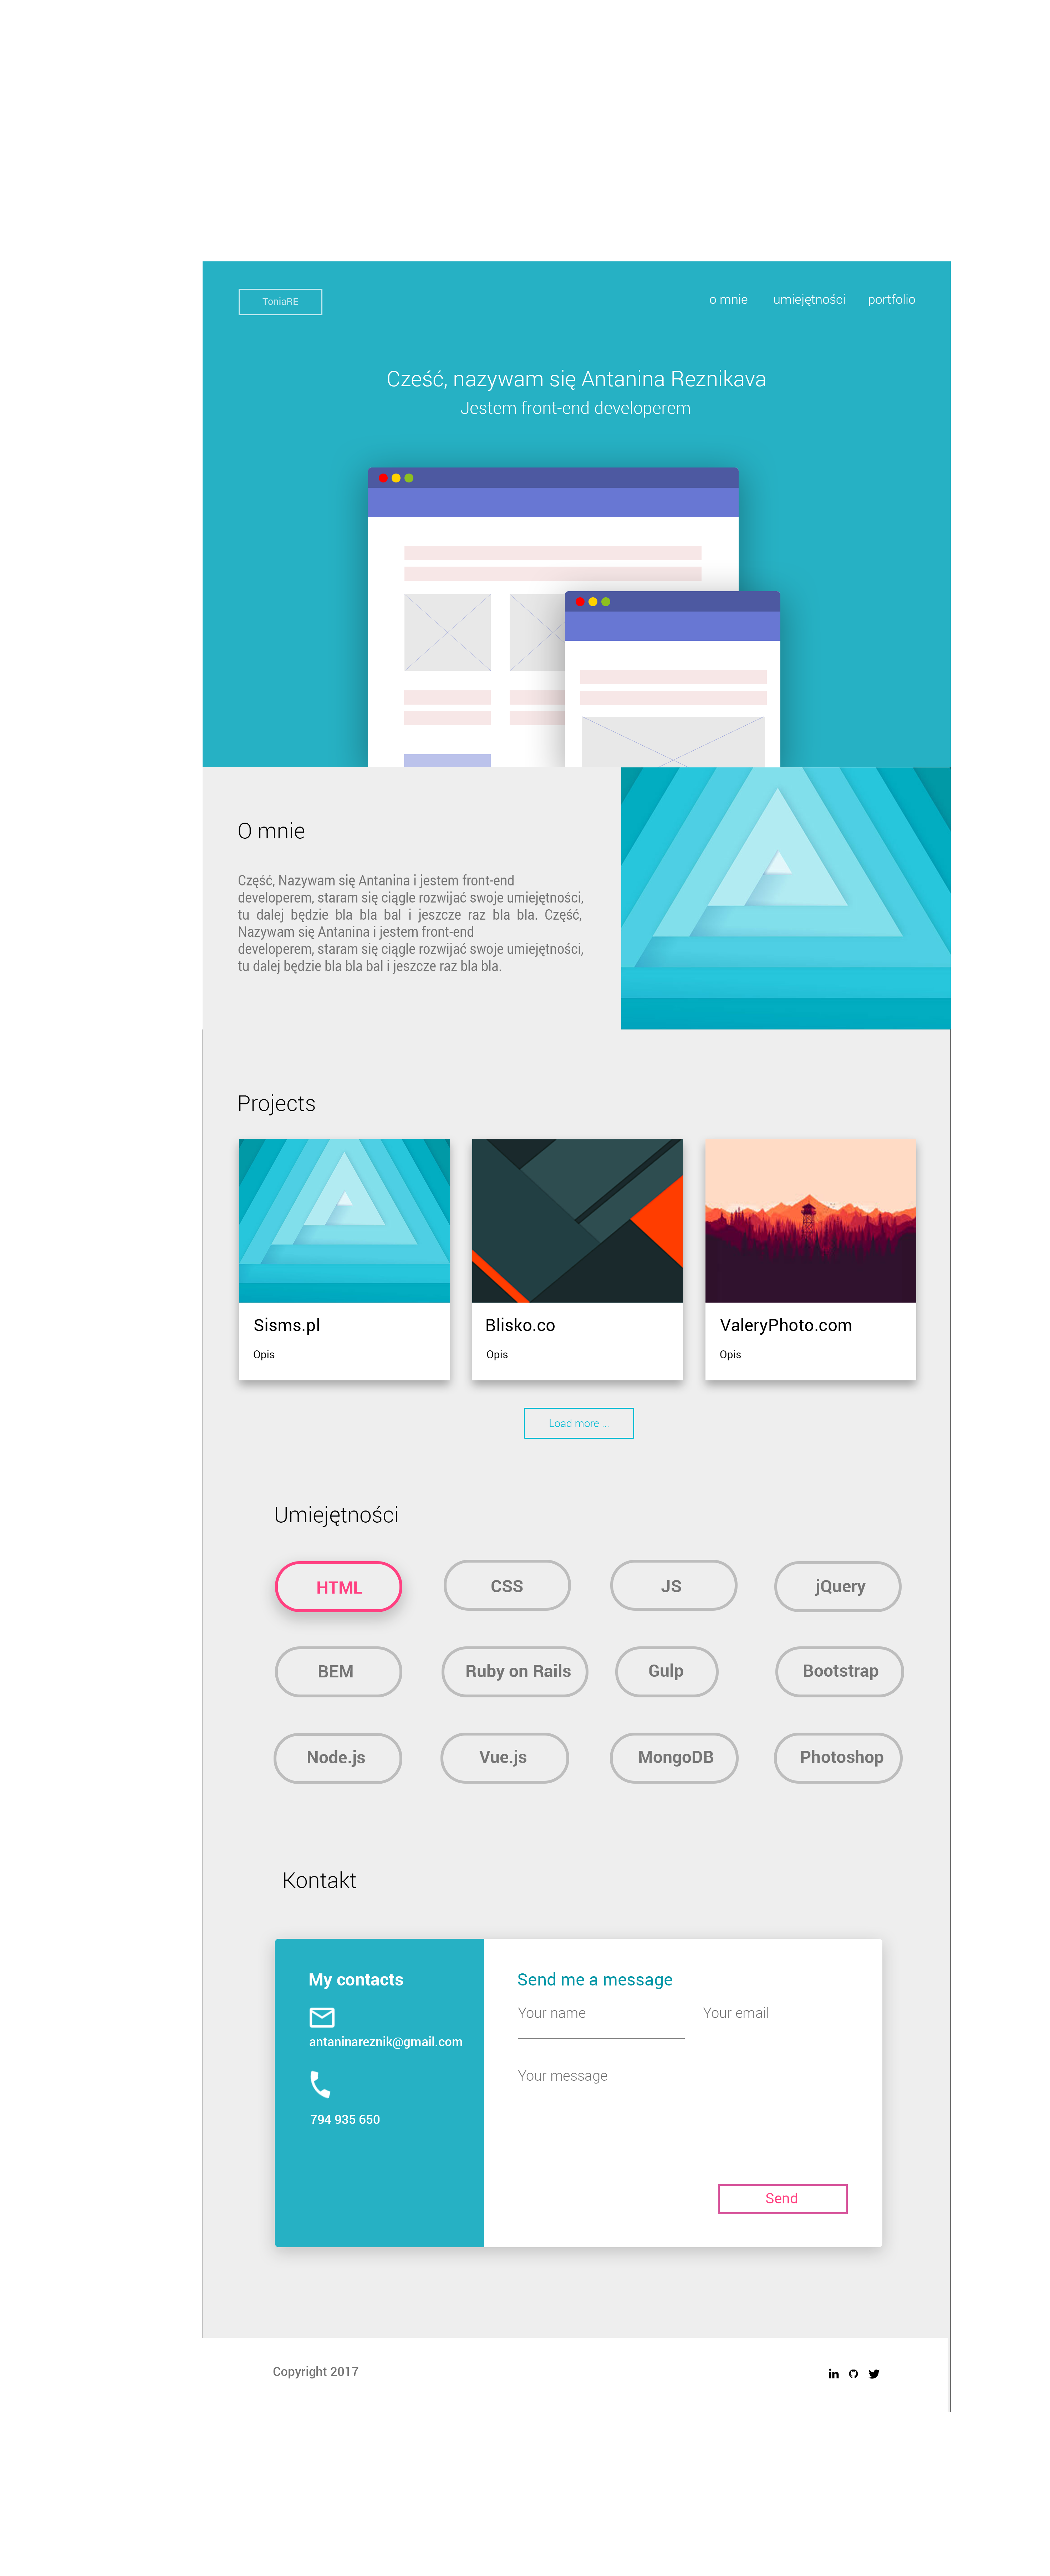 ToniaRE
o mnie umiejętności portfolio
Cześć, nazywam się Antanina Reznikava
Jestem front-end developerem
O mnie
Część, Nazywam się Antanina i jestem front-end
developerem, staram się ciągle rozwijać swoje umiejętności,
tu dalej będzie bla bla bal i jeszcze raz bla bla. Część,
Nazywam się Antanina i jestem front-end
developerem, staram się ciągle rozwijać swoje umiejętności,
tu dalej będzie bla bla bal i jeszcze raz bla bla.
Projects
Sisms.pl
Opis
Blisko.co
Opis
ValeryPhoto.com
Opis
Load more ...
Umiejętności
HTML CSS JS jQuery
BEM Ruby on Rails Gulp Bootstrap
Node.js Vue.js MongoDB Photoshop
Kontakt
My contacts
antaninareznik@gmail.com
794 935 650
Send me a message
Your name Your email
Your message
Send
Copyright 2017